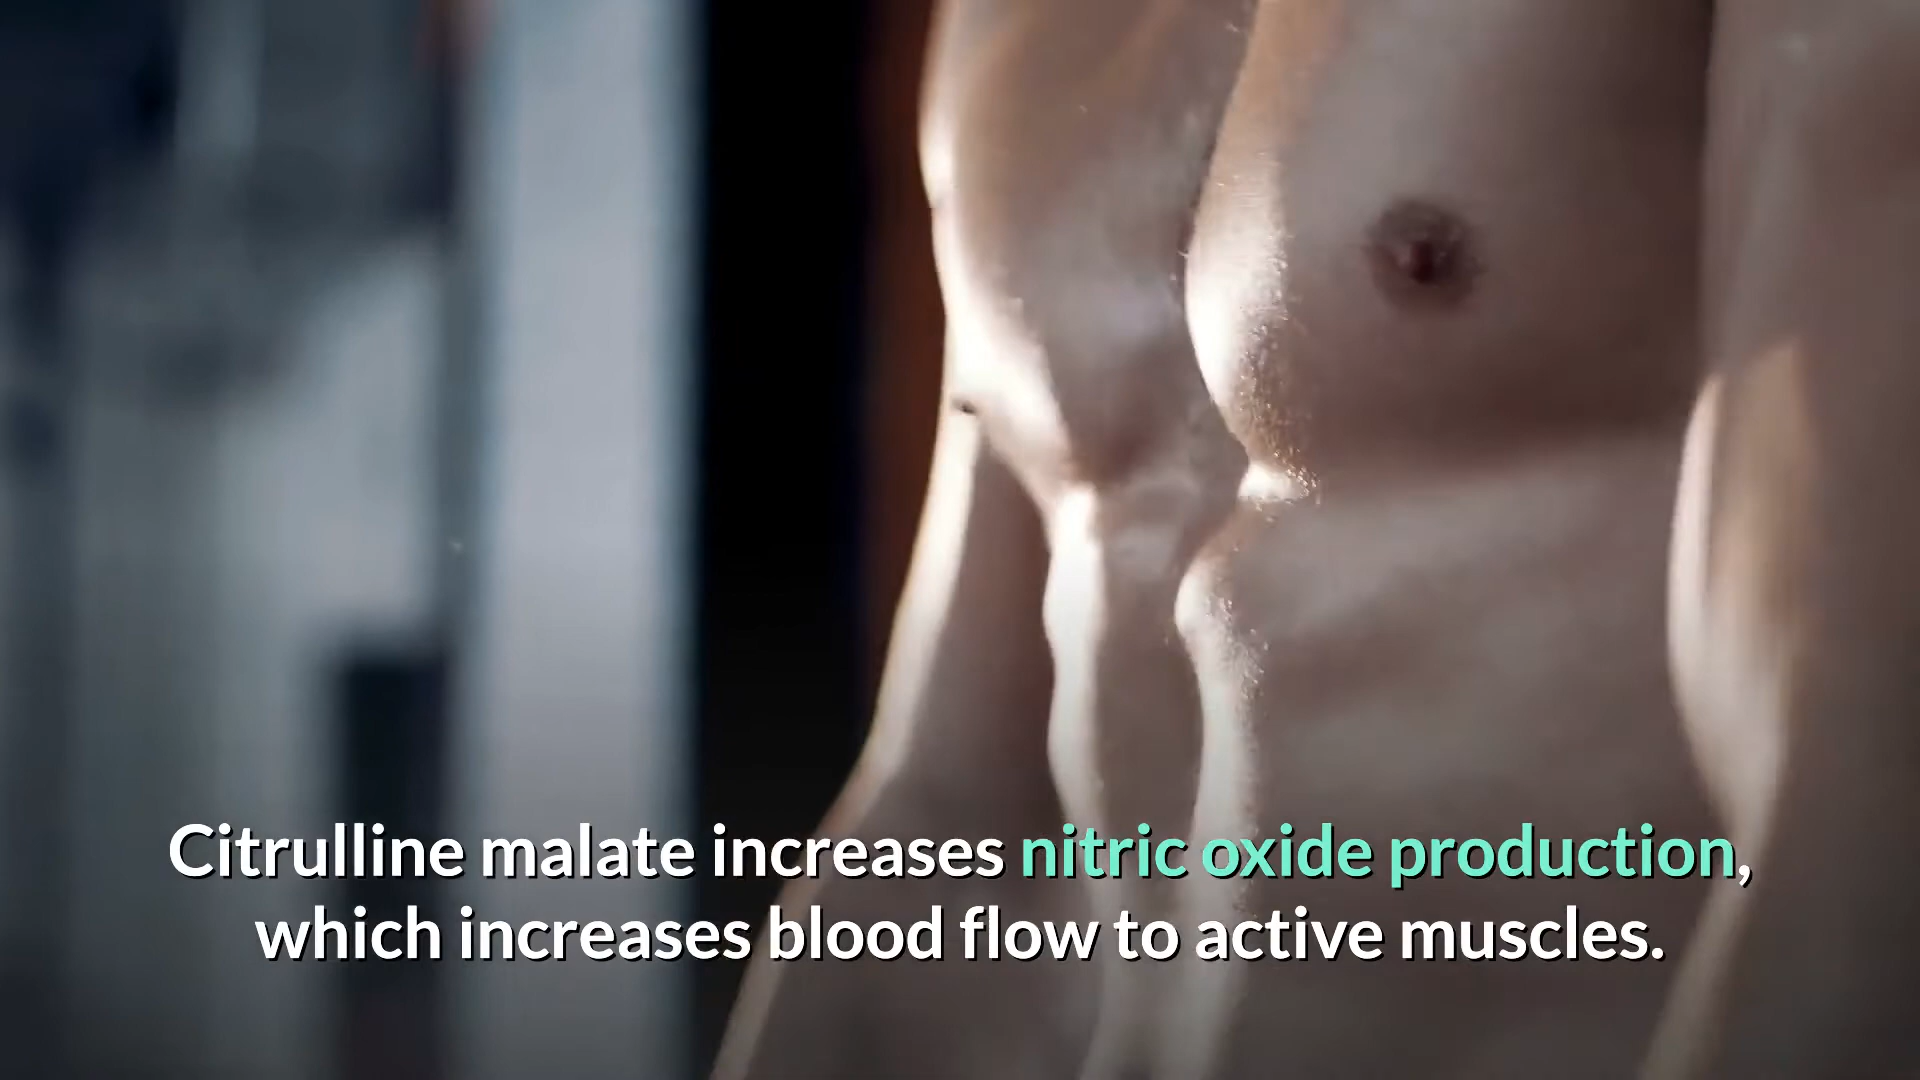 Citrulline malate increases nitric oxide production,
which increases blood flow to active muscles.